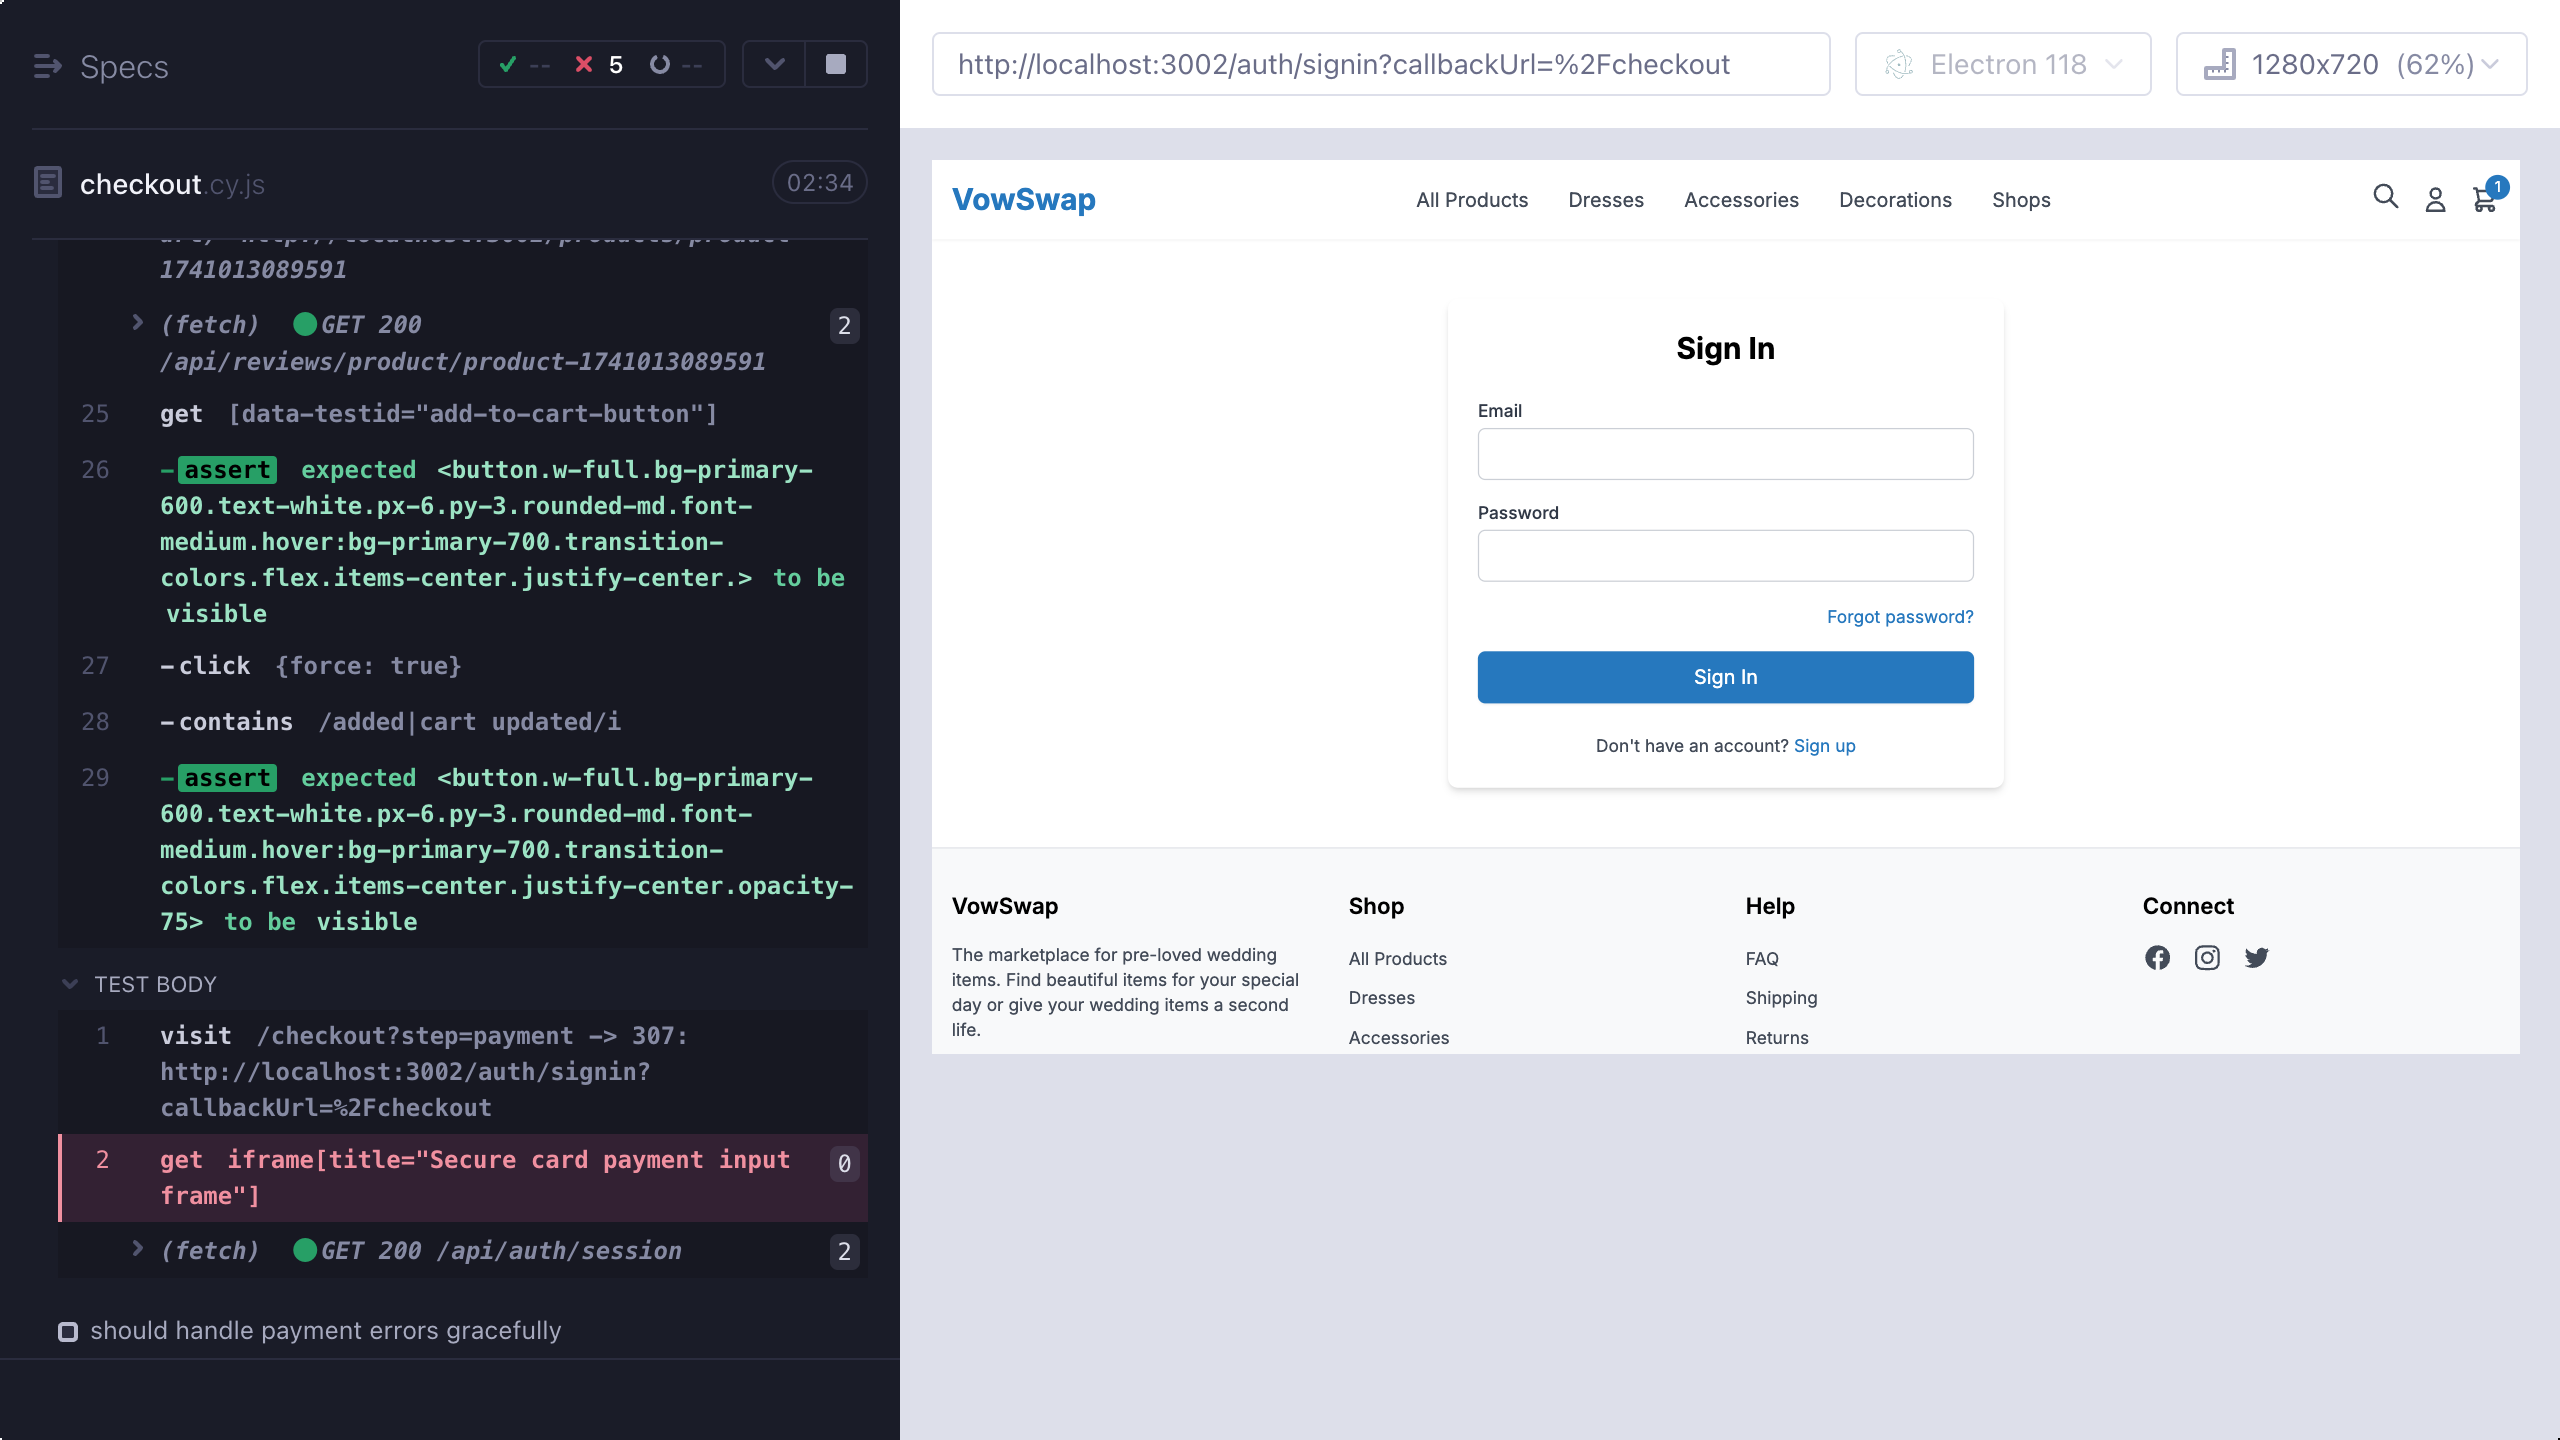 Specs
-- 5 --
checkout.cy.js
02:34
1741013089591
(fetch) GET 200
2
/api/reviews/product/product-1741013089591
25 get [data-testid="add-to-cart-button"]
26 -assert expected <button.w-full.bg-primary-
600.text-white.px-6.py-3.rounded-md.font-
medium.hover:bg-primary-700.transition-
colors.flex.items-center.justify-center.> to be
visible
27 -click {force: true}
28 -contains /added|cart updated/i
29 -assert expected <button.w-full.bg-primary-
600.text-white.px-6.py-3.rounded-md.font-
medium.hover:bg-primary-700.transition-
colors.flex.items-center.justify-center.opacity-
75> to be visible
TEST BODY
1 visit /checkout?step=payment -> 307:
http://localhost:3002/auth/signin?
callbackUrl=%2Fcheckout
2 get iframe[title="Secure card payment input
frame"]
0
(fetch) GET 200 /api/auth/session
2
should handle payment errors gracefully
http://localhost:3002/auth/signin?callbackUrl=%2Fcheckout
Electron 118
1280x720 (62%)
VowSwap
All Products
Dresses
Accessories
Decorations
Shops
1
Sign In
Email
Password
Forgot password?
Sign In
Don't have an account? Sign up
VowSwap
The marketplace for pre-loved wedding
items. Find beautiful items for your special
day or give your wedding items a second
life.
Shop
All Products
Dresses
Accessories
Help
FAQ
Shipping
Returns
Connect